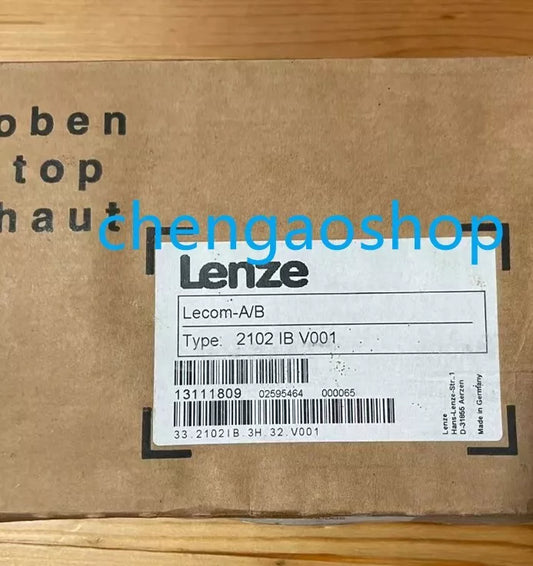 oben
top
haut
chengaoshop
Lenze
Lecom-A/B
Type: 2102 IB V001
13111809 02595464 000065
33.2102IB.3H.32.V001
Lenze
Hans-Lenze-Str. 1
D-31855 Aerzen
Made in Germany